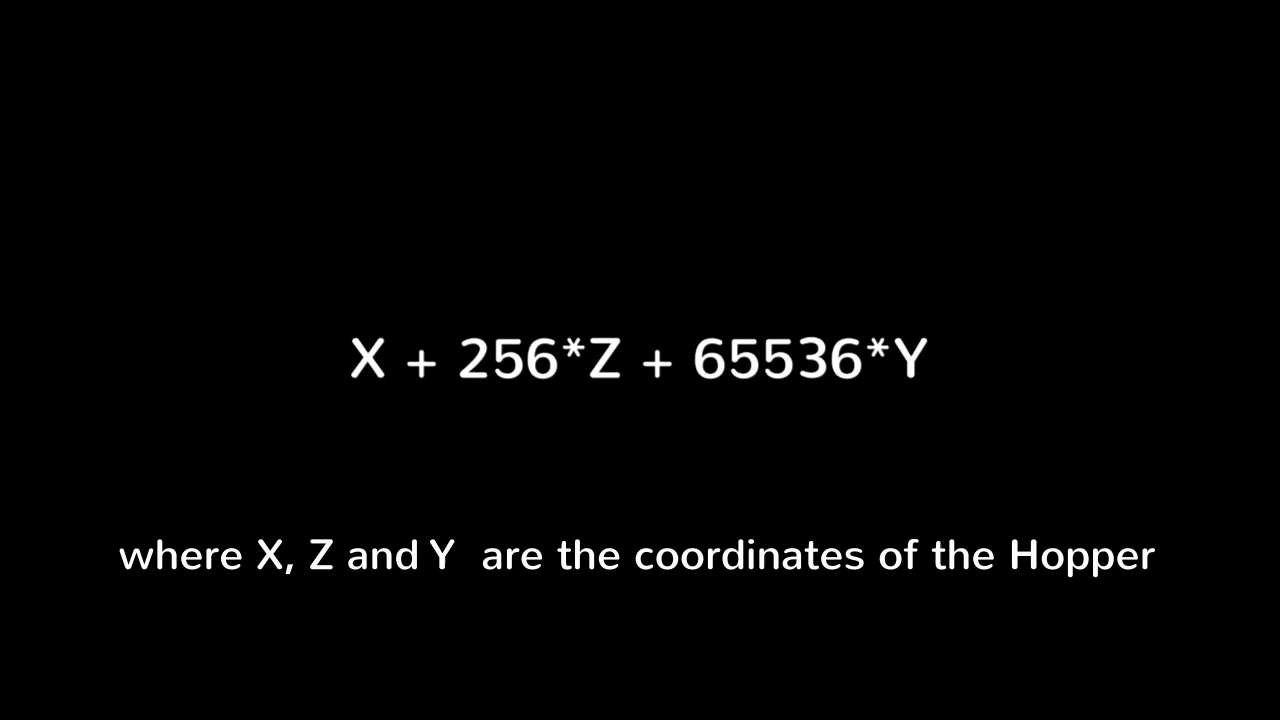 X + 256*Z + 65536*Y
where X, Z and Y are the coordinates of the Hopper